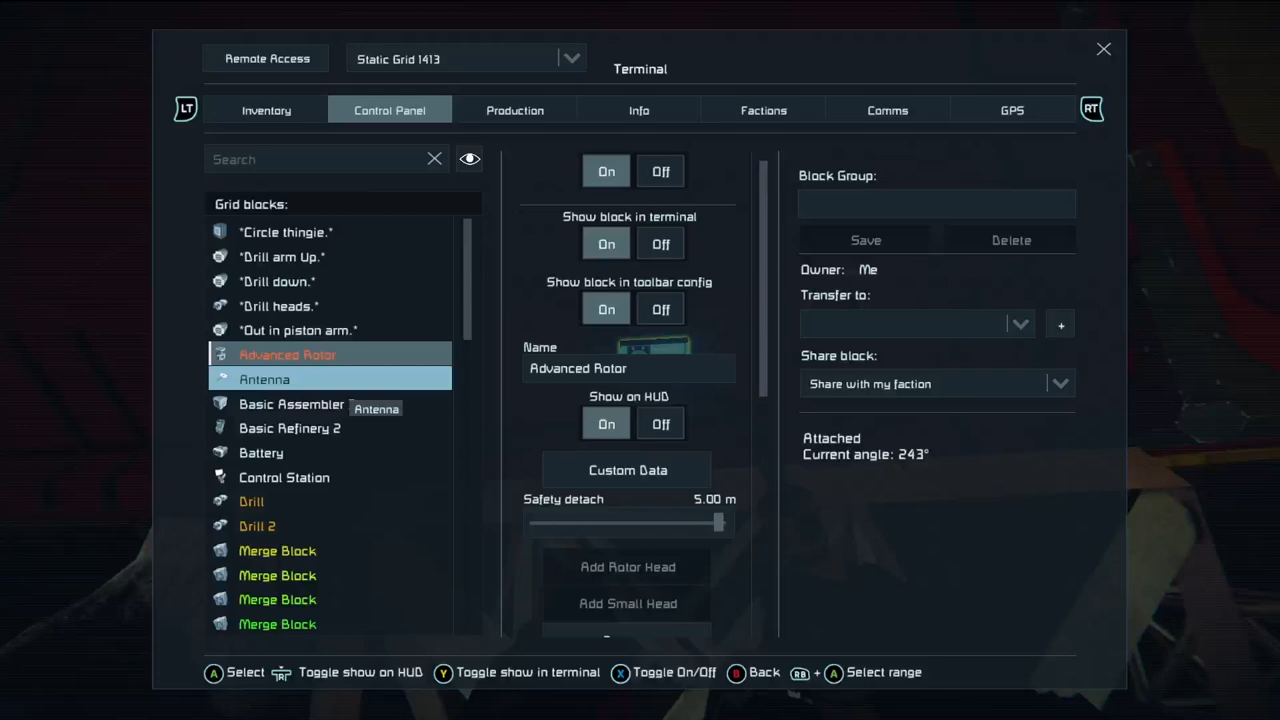 Remote Access
Static Grid 1413
Terminal
LT
Inventory
Control Panel
Production
Info
Factions
Comms
GPS
RT
Search
Grid blocks:
*Circle thingie.*
*Drill arm Up.*
*Drill down.*
*Drill heads.*
*Out in piston arm.*
Advanced Rotor
Antenna
Basic Assembler
Antenna
Basic Refinery 2
Battery
Control Station
Drill
Drill 2
Merge Block
Merge Block
Merge Block
Merge Block
On Off
Show block in terminal
On Off
Show block in toolbar config
On Off
Name
Advanced Rotor
Show on HUD
On Off
Custom Data
Safety detach 5.00 m
Add Rotor Head
Add Small Head
Block Group:
Save Delete
Owner: Me
Transfer to:
+
Share block:
Share with my faction
Attached
Current angle: 243°
A Select Toggle show on HUD Y Toggle show in terminal X Toggle On/Off B Back RB + A Select range